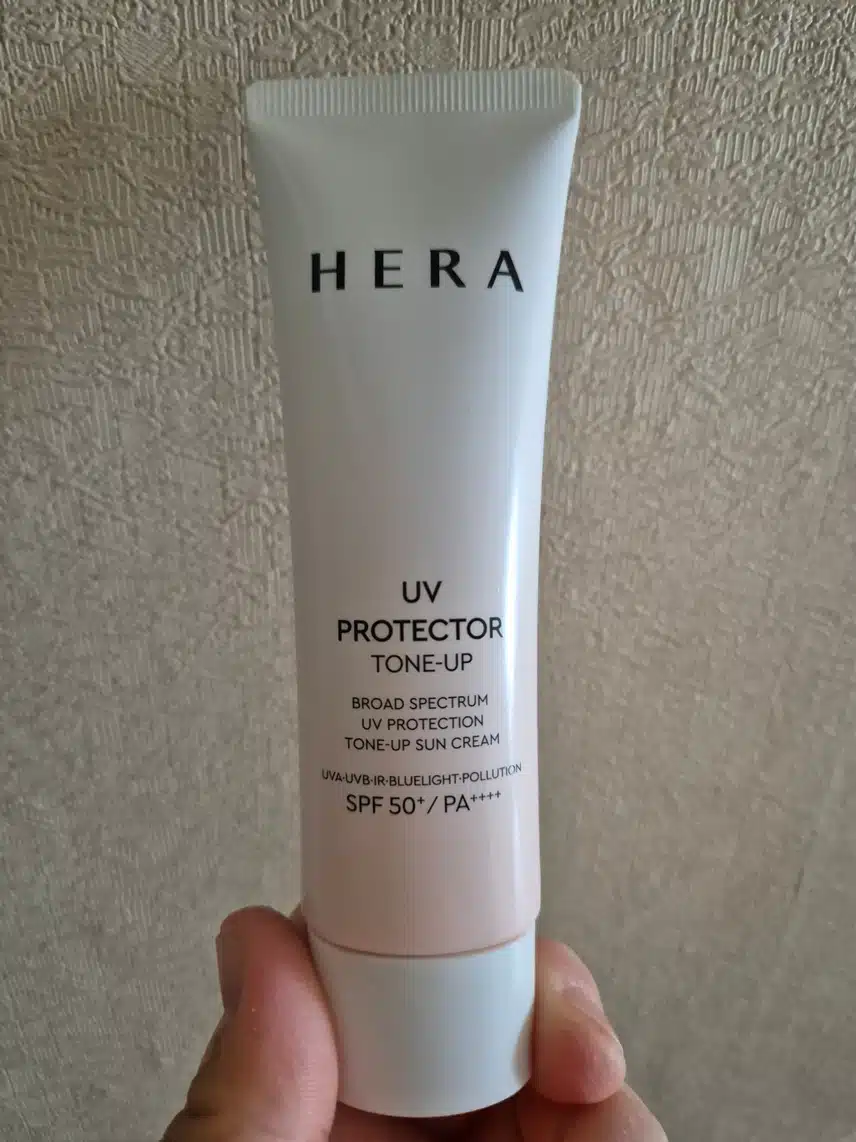 HERA
UV
PROTECTOR
TONE-UP
BROAD SPECTRUM
UV PROTECTION
TONE-UP SUN CREAM
UVA·UVB·IR·BLUELIGHT·POLLUTION
SPF 50⁺/ PA⁺⁺⁺⁺